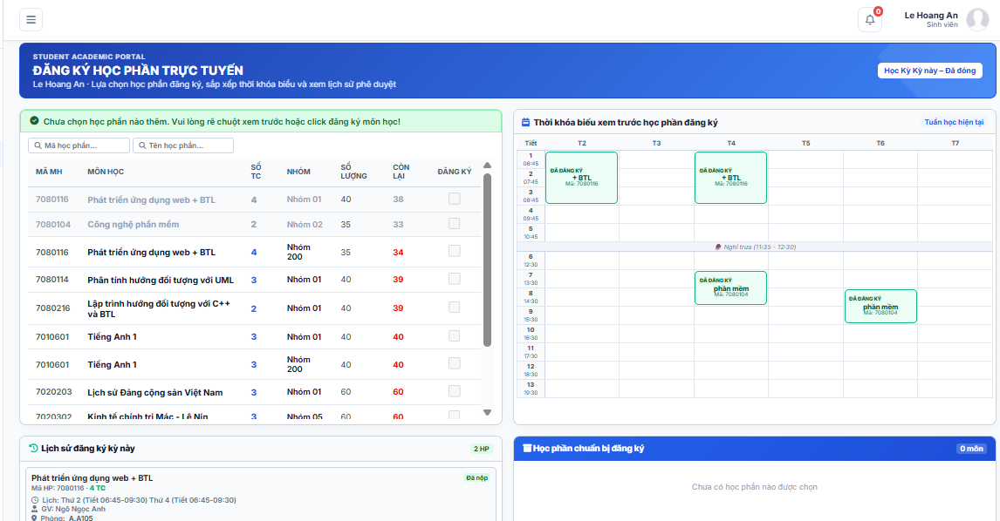 0
Le Hoang An
Sinh viên
STUDENT ACADEMIC PORTAL
ĐĂNG KÝ HỌC PHẦN TRỰC TUYẾN
Le Hoang An · Lựa chọn học phần đăng ký, sắp xếp thời khóa biểu và xem lịch sử phê duyệt
Học Kỳ Kỳ này – Đã đóng
Chưa chọn học phần nào thêm. Vui lòng rê chuột xem trước hoặc click đăng ký môn học!
Mã học phần... Tên học phần...
MÃ MH MÔN HỌC SỐ TC NHÓM SỐ LƯỢNG CÒN LẠI ĐĂNG KÝ
7080116 Phát triển ứng dụng web + BTL 4 Nhóm 01 40 38
7080104 Công nghệ phần mềm 2 Nhóm 02 35 33
7080116 Phát triển ứng dụng web + BTL 4 Nhóm 200 35 34
7080114 Phân tính hướng đối tượng với UML 3 Nhóm 01 40 39
7080216 Lập trình hướng đối tượng với C++ và BTL 2 Nhóm 01 40 39
7010601 Tiếng Anh 1 3 Nhóm 01 40 40
7010601 Tiếng Anh 1 3 Nhóm 200 40 40
7020203 Lịch sử Đảng cộng sản Việt Nam 3 Nhóm 01 60 60
7020302 Kinh tế chính trị Mác - Lê Nin 3 Nhóm 05 60 60
Thời khóa biểu xem trước học phần đăng ký
Tuần học hiện tại
Tiết T2 T3 T4 T5 T6 T7
1
06:45
2
07:45
3
08:45
4
09:45
5
10:45
ĐÃ ĐĂNG KÝ
+ BTL
Mã: 7080116
ĐÃ ĐĂNG KÝ
+ BTL
Mã: 7080116
Nghỉ trưa (11:35 - 12:30)
6
12:30
7
13:30
8
14:30
9
15:30
10
16:30
11
17:30
12
18:30
13
19:30
ĐÃ ĐĂNG KÝ
phần mềm
Mã: 7080104
ĐÃ ĐĂNG KÝ
phần mềm
Mã: 7080104
Lịch sử đăng ký kỳ này
2 HP
Phát triển ứng dụng web + BTL
Đã nộp
Mã HP: 7080116 · 4 TC
Lịch: Thứ 2 (Tiết 06:45-09:30) Thứ 4 (Tiết 06:45-09:30)
GV: Ngô Ngọc Anh
Phòng: A.A105
Học phần chuẩn bị đăng ký
0 môn
Chưa có học phần nào được chọn